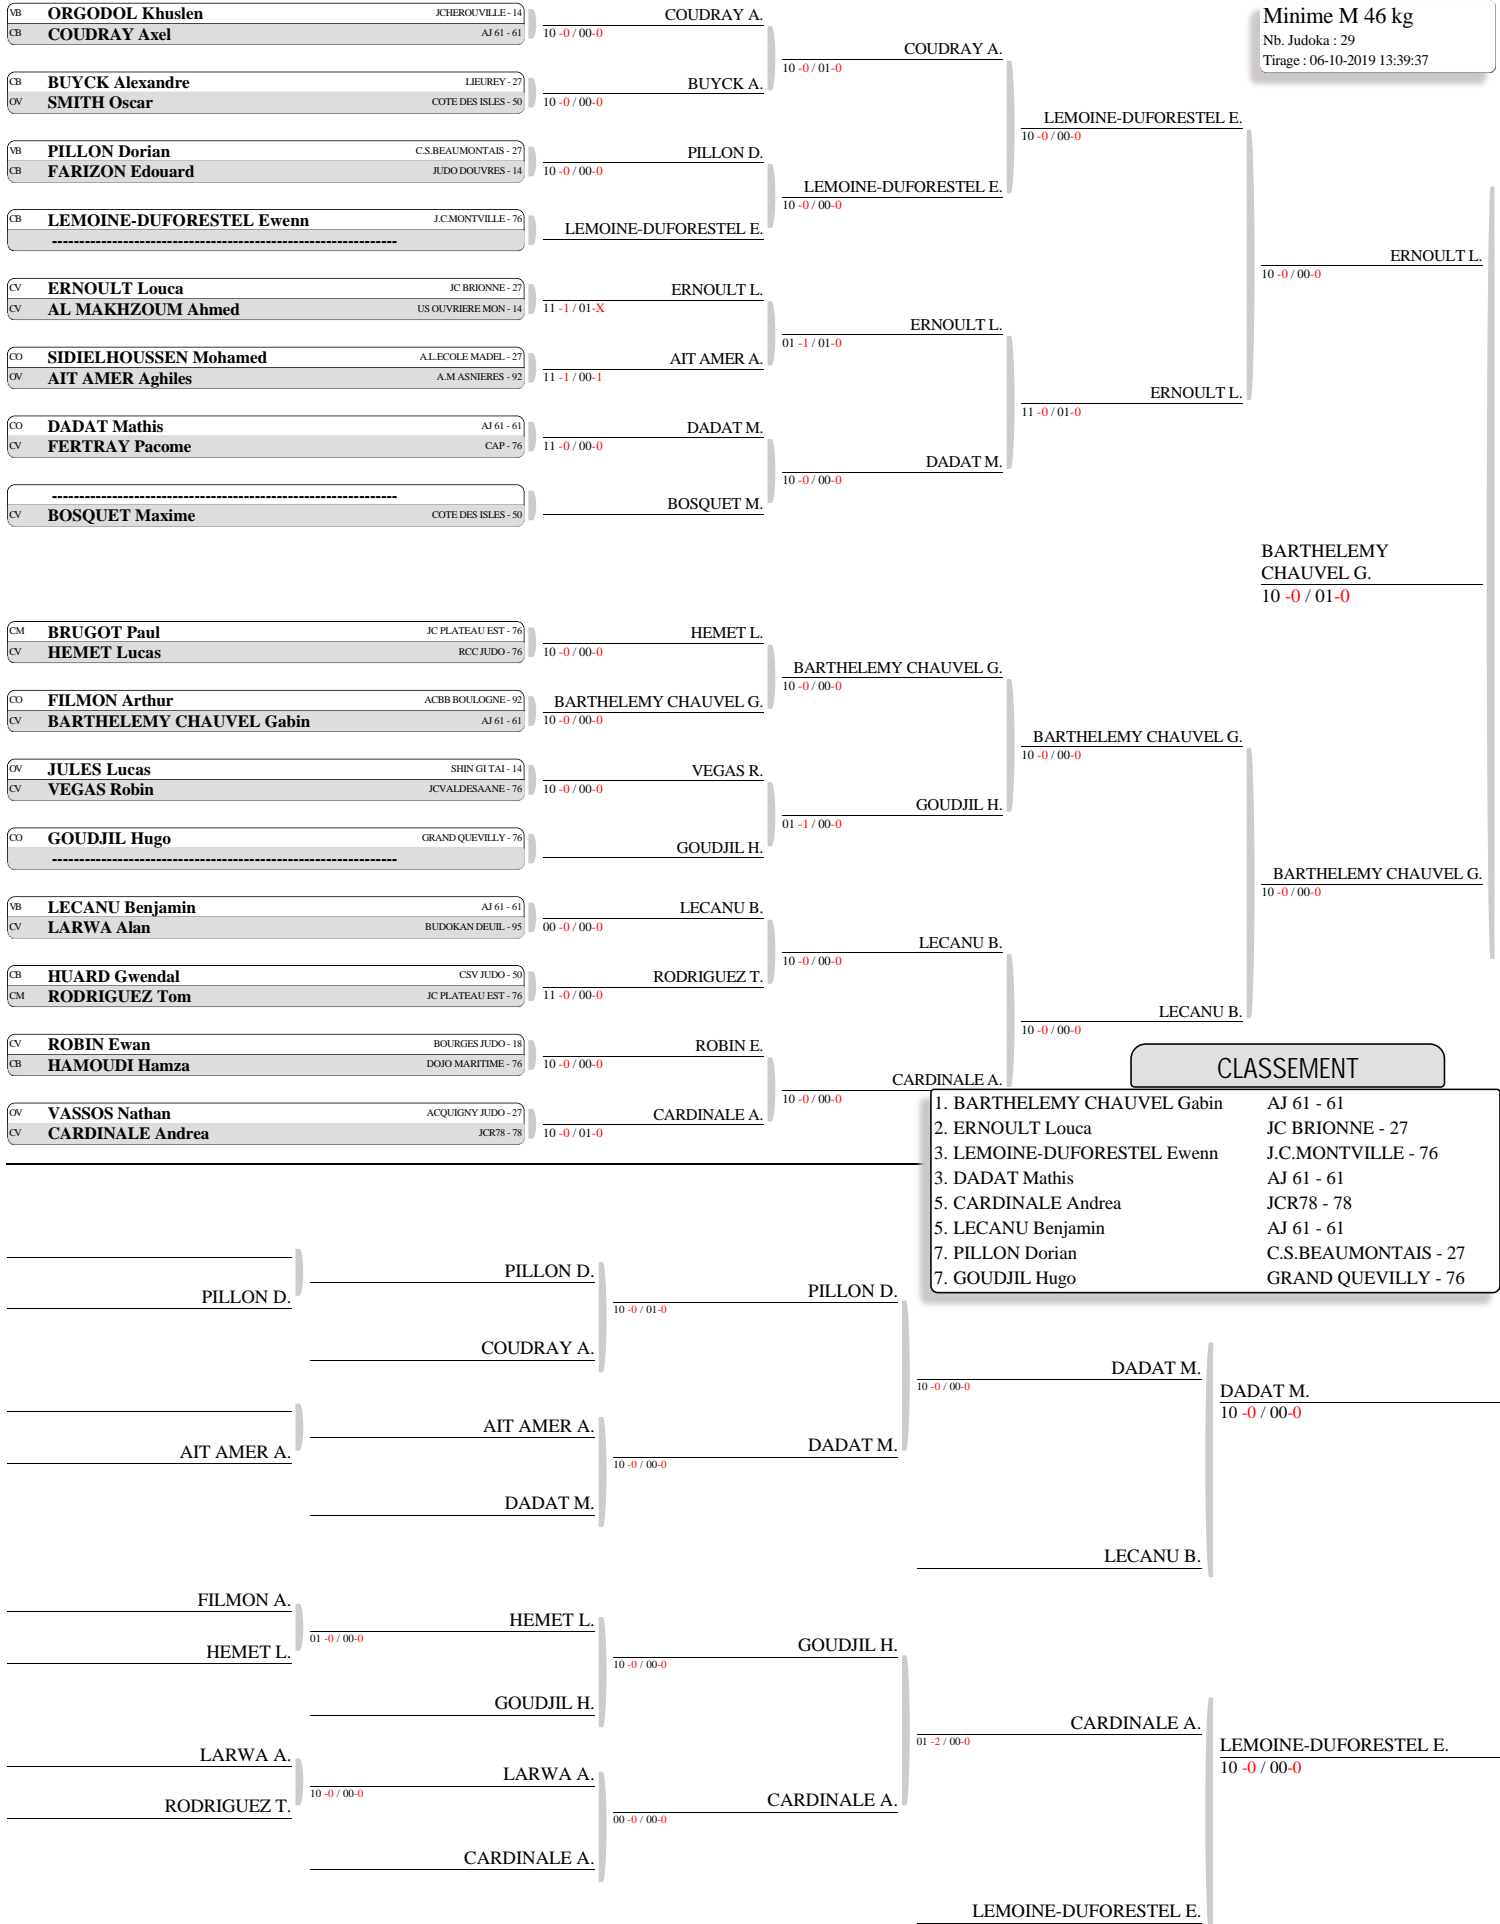 Minime M 46 kg
Nb. Judoka : 29
Tirage : 06-10-2019 13:39:37
VB ORGODOL Khuslen JCHEROUVILLE - 14
CB COUDRAY Axel AJ 61 - 61
CB BUYCK Alexandre LIEUREY - 27
OV SMITH Oscar COTE DES ISLES - 50
VB PILLON Dorian C.S.BEAUMONTAIS - 27
CB FARIZON Edouard JUDO DOUVRES - 14
CB LEMOINE-DUFORESTEL Ewenn J.C.MONTVILLE - 76
---------------------------------------------------------------
CV ERNOULT Louca JC BRIONNE - 27
CV AL MAKHZOUM Ahmed US OUVRIERE MON - 14
CO SIDIELHOUSSEN Mohamed A.L.ECOLE MADEL - 27
OV AIT AMER Aghiles A.M ASNIERES - 92
CO DADAT Mathis AJ 61 - 61
CV FERTRAY Pacome CAP - 76
---------------------------------------------------------------
CV BOSQUET Maxime COTE DES ISLES - 50
CM BRUGOT Paul JC PLATEAU EST - 76
CV HEMET Lucas RCC JUDO - 76
CO FILMON Arthur ACBB BOULOGNE - 92
CV BARTHELEMY CHAUVEL Gabin AJ 61 - 61
OV JULES Lucas SHIN GI TAI - 14
CV VEGAS Robin JCVALDESAANE - 76
CO GOUDJIL Hugo GRAND QUEVILLY - 76
---------------------------------------------------------------
VB LECANU Benjamin AJ 61 - 61
CV LARWA Alan BUDOKAN DEUIL - 95
CB HUARD Gwendal CSV JUDO - 50
CM RODRIGUEZ Tom JC PLATEAU EST - 76
CV ROBIN Ewan BOURGES JUDO - 18
CB HAMOUDI Hamza DOJO MARITIME - 76
OV VASSOS Nathan ACQUIGNY JUDO - 27
CV CARDINALE Andrea JCR78 - 78
COUDRAY A.
10 -0 / 00-0
BUYCK A.
10 -0 / 00-0
PILLON D.
10 -0 / 00-0
LEMOINE-DUFORESTEL E.
ERNOULT L.
11 -1 / 01-X
AIT AMER A.
11 -1 / 00-1
DADAT M.
11 -0 / 00-0
BOSQUET M.
HEMET L.
10 -0 / 00-0
BARTHELEMY CHAUVEL G.
10 -0 / 00-0
VEGAS R.
10 -0 / 00-0
GOUDJIL H.
LECANU B.
00 -0 / 00-0
RODRIGUEZ T.
11 -0 / 00-0
ROBIN E.
10 -0 / 00-0
CARDINALE A.
10 -0 / 01-0
COUDRAY A.
10 -0 / 01-0
LEMOINE-DUFORESTEL E.
10 -0 / 00-0
ERNOULT L.
01 -1 / 01-0
DADAT M.
10 -0 / 00-0
BARTHELEMY CHAUVEL G.
10 -0 / 00-0
GOUDJIL H.
01 -1 / 00-0
LECANU B.
10 -0 / 00-0
CARDINALE A.
10 -0 / 00-0
LEMOINE-DUFORESTEL E.
10 -0 / 00-0
ERNOULT L.
11 -0 / 01-0
BARTHELEMY CHAUVEL G.
10 -0 / 00-0
LECANU B.
10 -0 / 00-0
ERNOULT L.
10 -0 / 00-0
BARTHELEMY CHAUVEL G.
10 -0 / 00-0
BARTHELEMY
CHAUVEL G.
10 -0 / 01-0
CLASSEMENT
1. BARTHELEMY CHAUVEL Gabin AJ 61 - 61
2. ERNOULT Louca JC BRIONNE - 27
3. LEMOINE-DUFORESTEL Ewenn J.C.MONTVILLE - 76
3. DADAT Mathis AJ 61 - 61
5. CARDINALE Andrea JCR78 - 78
5. LECANU Benjamin AJ 61 - 61
7. PILLON Dorian C.S.BEAUMONTAIS - 27
7. GOUDJIL Hugo GRAND QUEVILLY - 76
PILLON D.
AIT AMER A.
FILMON A.
HEMET L.
LARWA A.
RODRIGUEZ T.
PILLON D.
COUDRAY A.
AIT AMER A.
DADAT M.
HEMET L.
01 -0 / 00-0
GOUDJIL H.
LARWA A.
10 -0 / 00-0
CARDINALE A.
PILLON D.
10 -0 / 01-0
DADAT M.
10 -0 / 00-0
GOUDJIL H.
10 -0 / 00-0
CARDINALE A.
00 -0 / 00-0
DADAT M.
10 -0 / 00-0
LECANU B.
CARDINALE A.
01 -2 / 00-0
LEMOINE-DUFORESTEL E.
DADAT M.
10 -0 / 00-0
LEMOINE-DUFORESTEL E.
10 -0 / 00-0